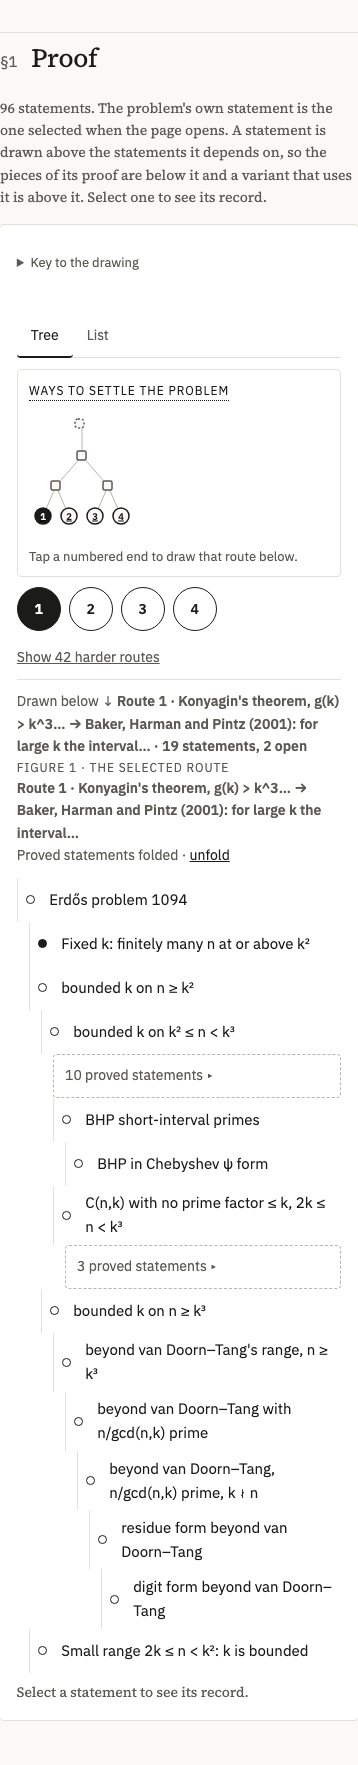 §1 Proof
96 statements. The problem's own statement is the
one selected when the page opens. A statement is
drawn above the statements it depends on, so the
pieces of its proof are below it and a variant that uses
it is above it. Select one to see its record.
▶ Key to the drawing
Tree List
WAYS TO SETTLE THE PROBLEM
1 2 3 4
Tap a numbered end to draw that route below.
1 2 3 4
Show 42 harder routes
Drawn below ↓ Route 1 · Konyagin's theorem, g(k)
> k^3... → Baker, Harman and Pintz (2001): for
large k the interval... · 19 statements, 2 open
FIGURE 1 · THE SELECTED ROUTE
Route 1 · Konyagin's theorem, g(k) > k^3... →
Baker, Harman and Pintz (2001): for large k the
interval...
Proved statements folded · unfold
Erdős problem 1094
Fixed k: finitely many n at or above k²
bounded k on n ≥ k²
bounded k on k² ≤ n < k³
10 proved statements ▸
BHP short-interval primes
BHP in Chebyshev ψ form
C(n,k) with no prime factor ≤ k, 2k ≤
n < k³
3 proved statements ▸
bounded k on n ≥ k³
beyond van Doorn–Tang's range, n ≥
k³
beyond van Doorn–Tang with
n/gcd(n,k) prime
beyond van Doorn–Tang,
n/gcd(n,k) prime, k ∤ n
residue form beyond van
Doorn–Tang
digit form beyond van Doorn–
Tang
Small range 2k ≤ n < k²: k is bounded
Select a statement to see its record.